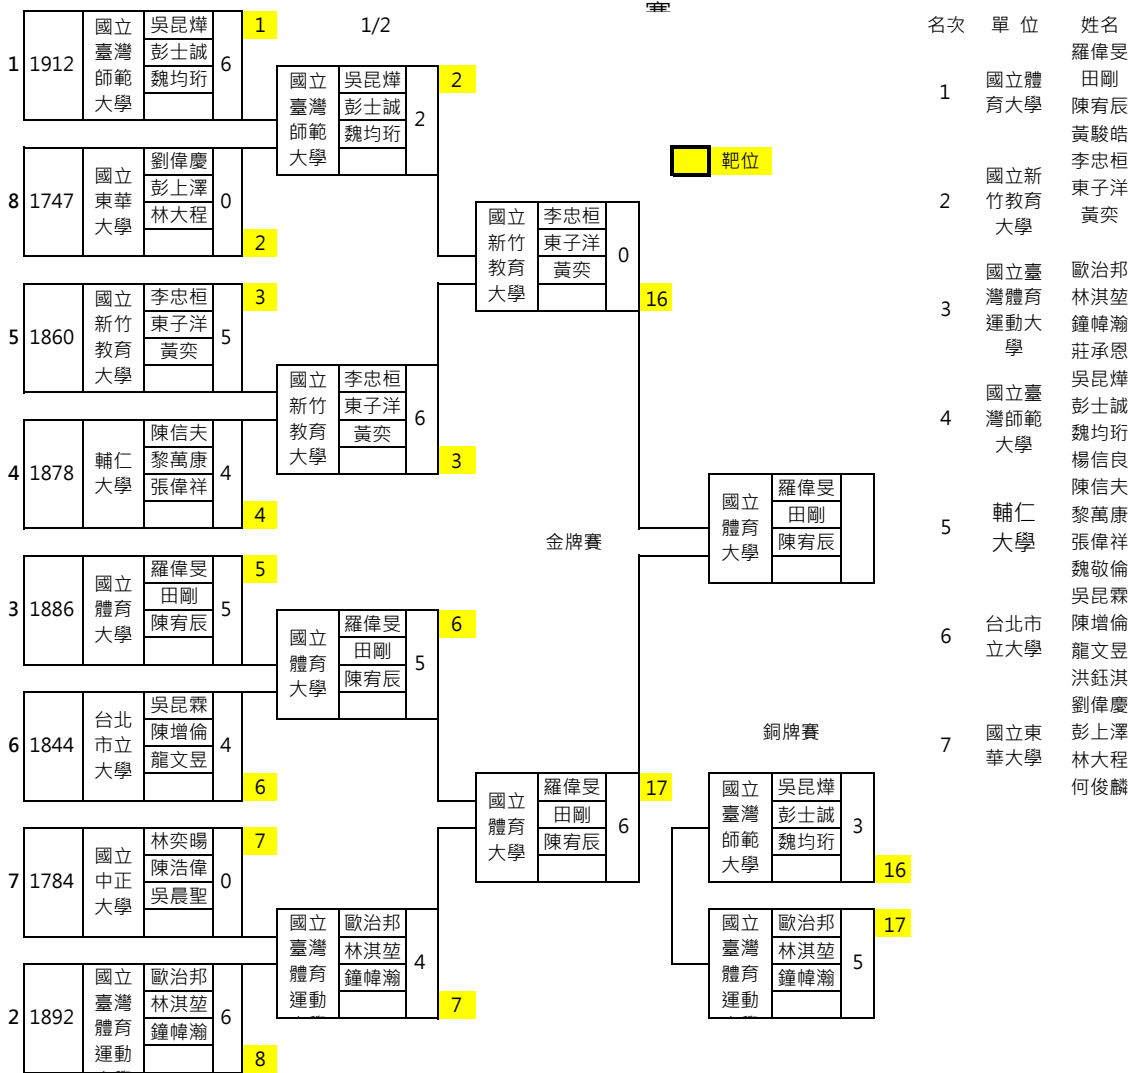 賽
1/2
名次 單 位 姓名
1 1912 國立臺灣師範大學 吳昆燁 彭士誠 魏均珩 6 1
8 1747 國立東華大學 劉偉慶 彭上澤 林大程 0 2
5 1860 國立新竹教育大學 李忠桓 東子洋 黃奕 5 3
4 1878 輔仁大學 陳信夫 黎萬康 張偉祥 4 4
3 1886 國立體育大學 羅偉旻 田剛 陳宥辰 5 5
6 1844 台北市立大學 吳昆霖 陳增倫 龍文昱 4 6
7 1784 國立中正大學 林奕暘 陳浩偉 吳晨聖 0 7
2 1892 國立臺灣體育運動 歐治邦 林淇堃 鐘幃瀚 6 8
國立臺灣師範大學 吳昆燁 彭士誠 魏均珩 2 2
國立新竹教育大學 李忠桓 東子洋 黃奕 6 3
國立體育大學 羅偉旻 田剛 陳宥辰 5 6
國立臺灣體育運動 歐治邦 林淇堃 鐘幃瀚 4 7
靶位
國立新竹教育大學 李忠桓 東子洋 黃奕 0 16
金牌賽
國立體育大學 羅偉旻 田剛 陳宥辰 6 17
國立體育大學 羅偉旻 田剛 陳宥辰
銅牌賽
國立臺灣師範大學 吳昆燁 彭士誠 魏均珩 3 16
國立臺灣體育運動 歐治邦 林淇堃 鐘幃瀚 5 17
1 國立體育大學 羅偉旻 田剛 陳宥辰 黃駿皓
2 國立新竹教育大學 李忠桓 東子洋 黃奕
3 國立臺灣體育運動大學 歐治邦 林淇堃 鐘幃瀚 莊承恩
4 國立臺灣師範大學 吳昆燁 彭士誠 魏均珩 楊信良
5 輔仁大學 陳信夫 黎萬康 張偉祥 魏敬倫
6 台北市立大學 吳昆霖 陳增倫 龍文昱 洪鈺淇
7 國立東華大學 劉偉慶 彭上澤 林大程 何俊麟